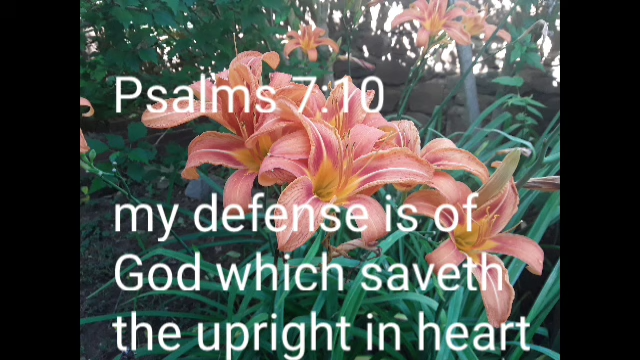 Psalms 7:10
my defense is of
God which saveth
the upright in heart